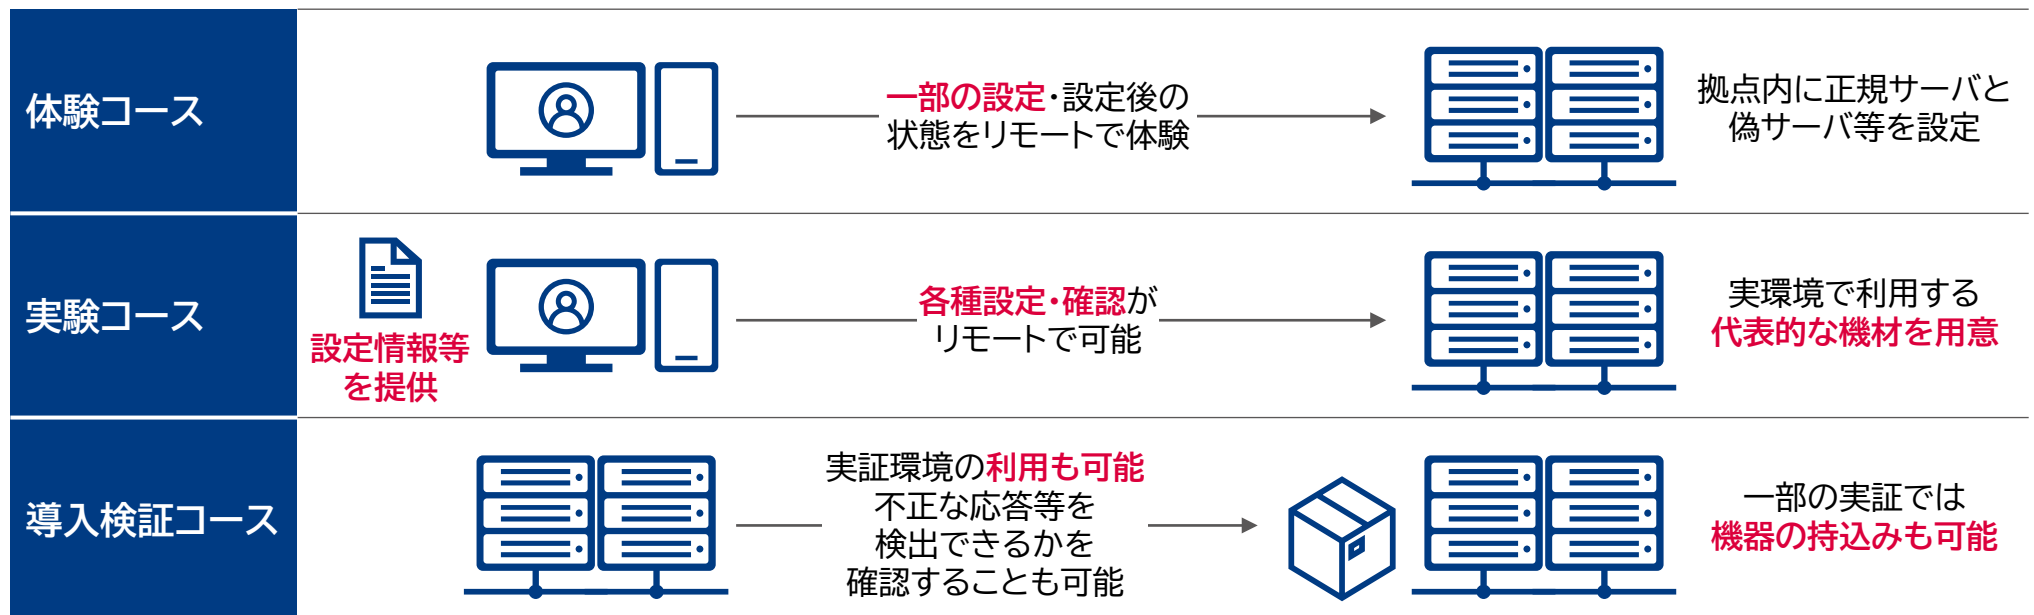 体験コース
一部の設定・設定後の
状態をリモートで体験
拠点内に正規サーバと
偽サーバ等を設定
実験コース
設定情報等
を提供
各種設定・確認が
リモートで可能
実環境で利用する
代表的な機材を用意
導入検証コース
実証環境の利用も可能
不正な応答等を
検出できるかを
確認することも可能
一部の実証では
機器の持込みも可能